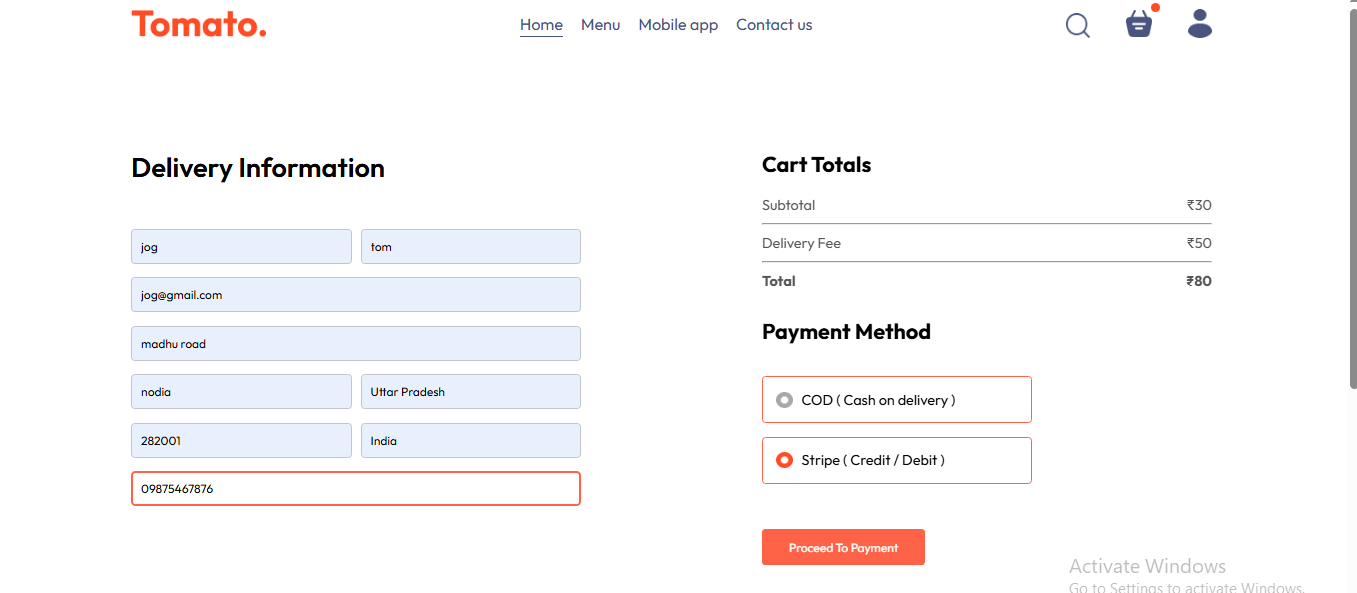 Tomato.
Home Menu Mobile app Contact us
Delivery Information
jog tom
jog@gmail.com
madhu road
nodia Uttar Pradesh
282001 India
09875467876
Cart Totals
Subtotal ₹30
Delivery Fee ₹50
Total ₹80
Payment Method
COD ( Cash on delivery )
Stripe ( Credit / Debit )
Proceed To Payment
Activate Windows
Go to Settings to activate Windows.